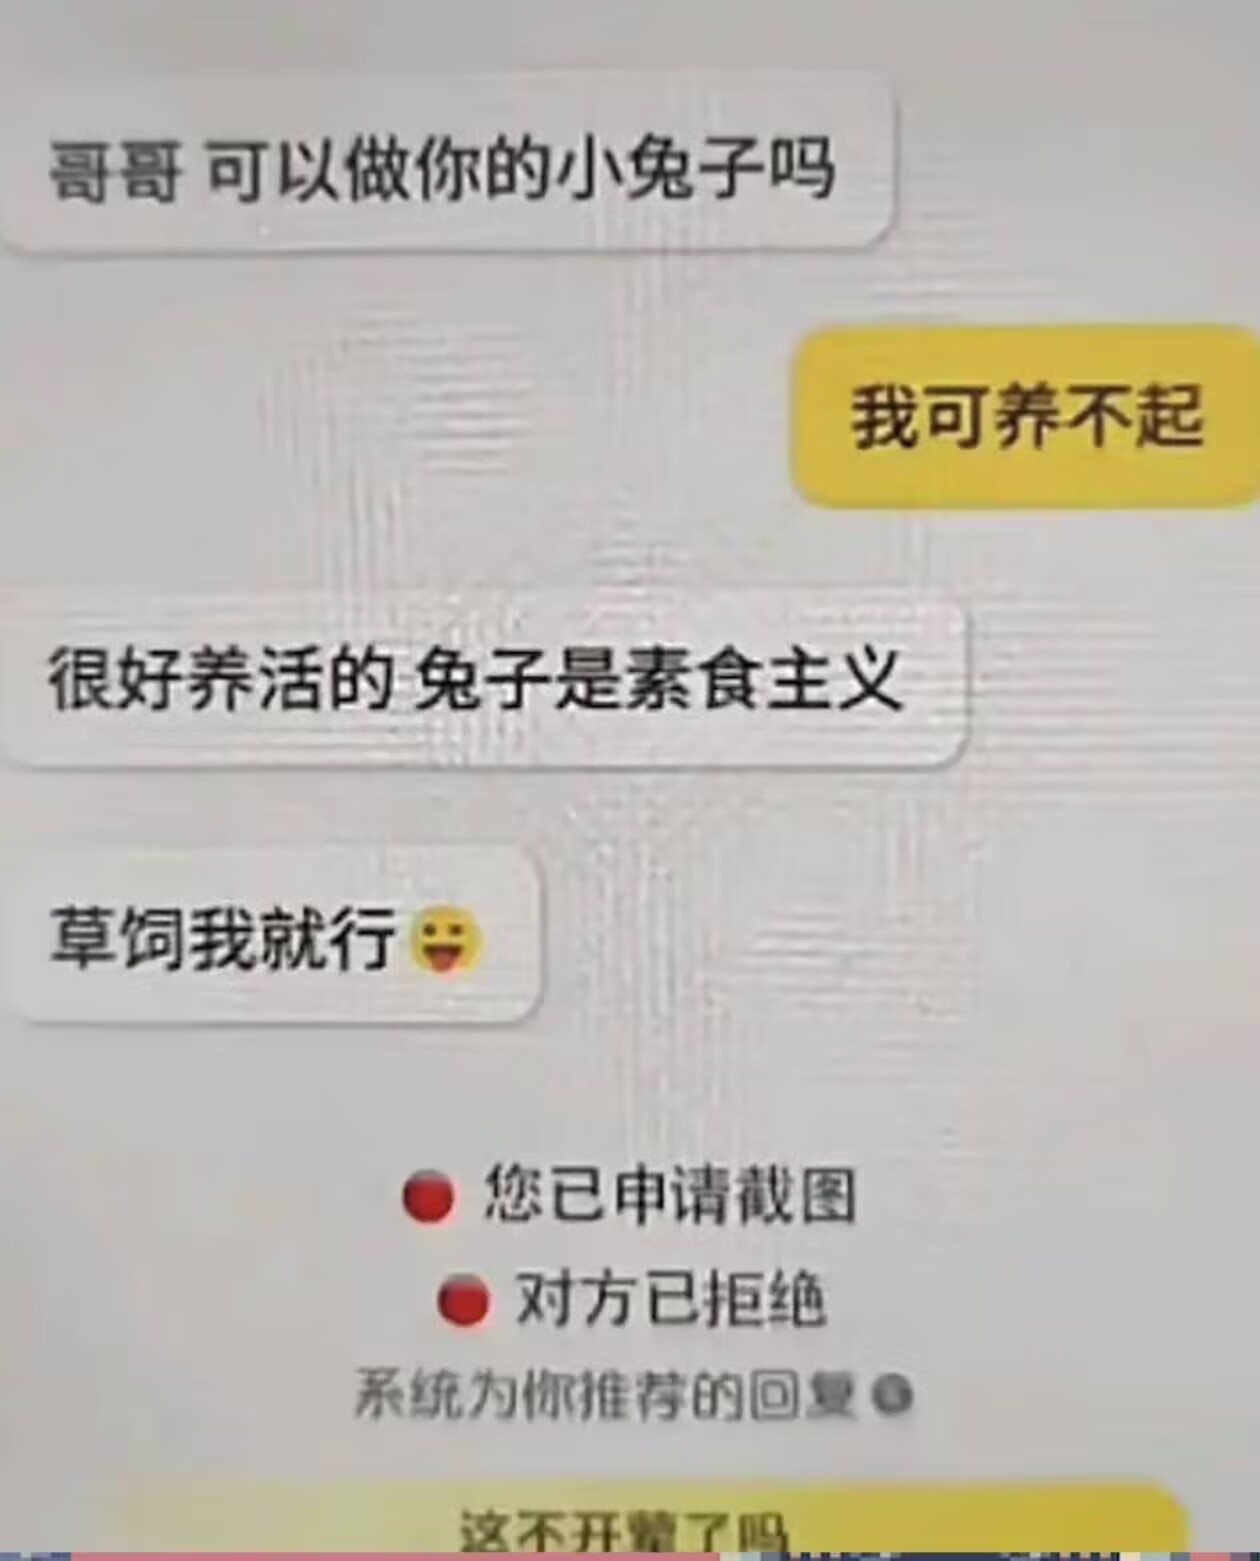 哥哥 可以做你的小兔子吗
我可养不起
很好养活的 兔子是素食主义
草饲我就行😛
您已申请截图
对方已拒绝
系统为你推荐的回复
这不开荤了吗